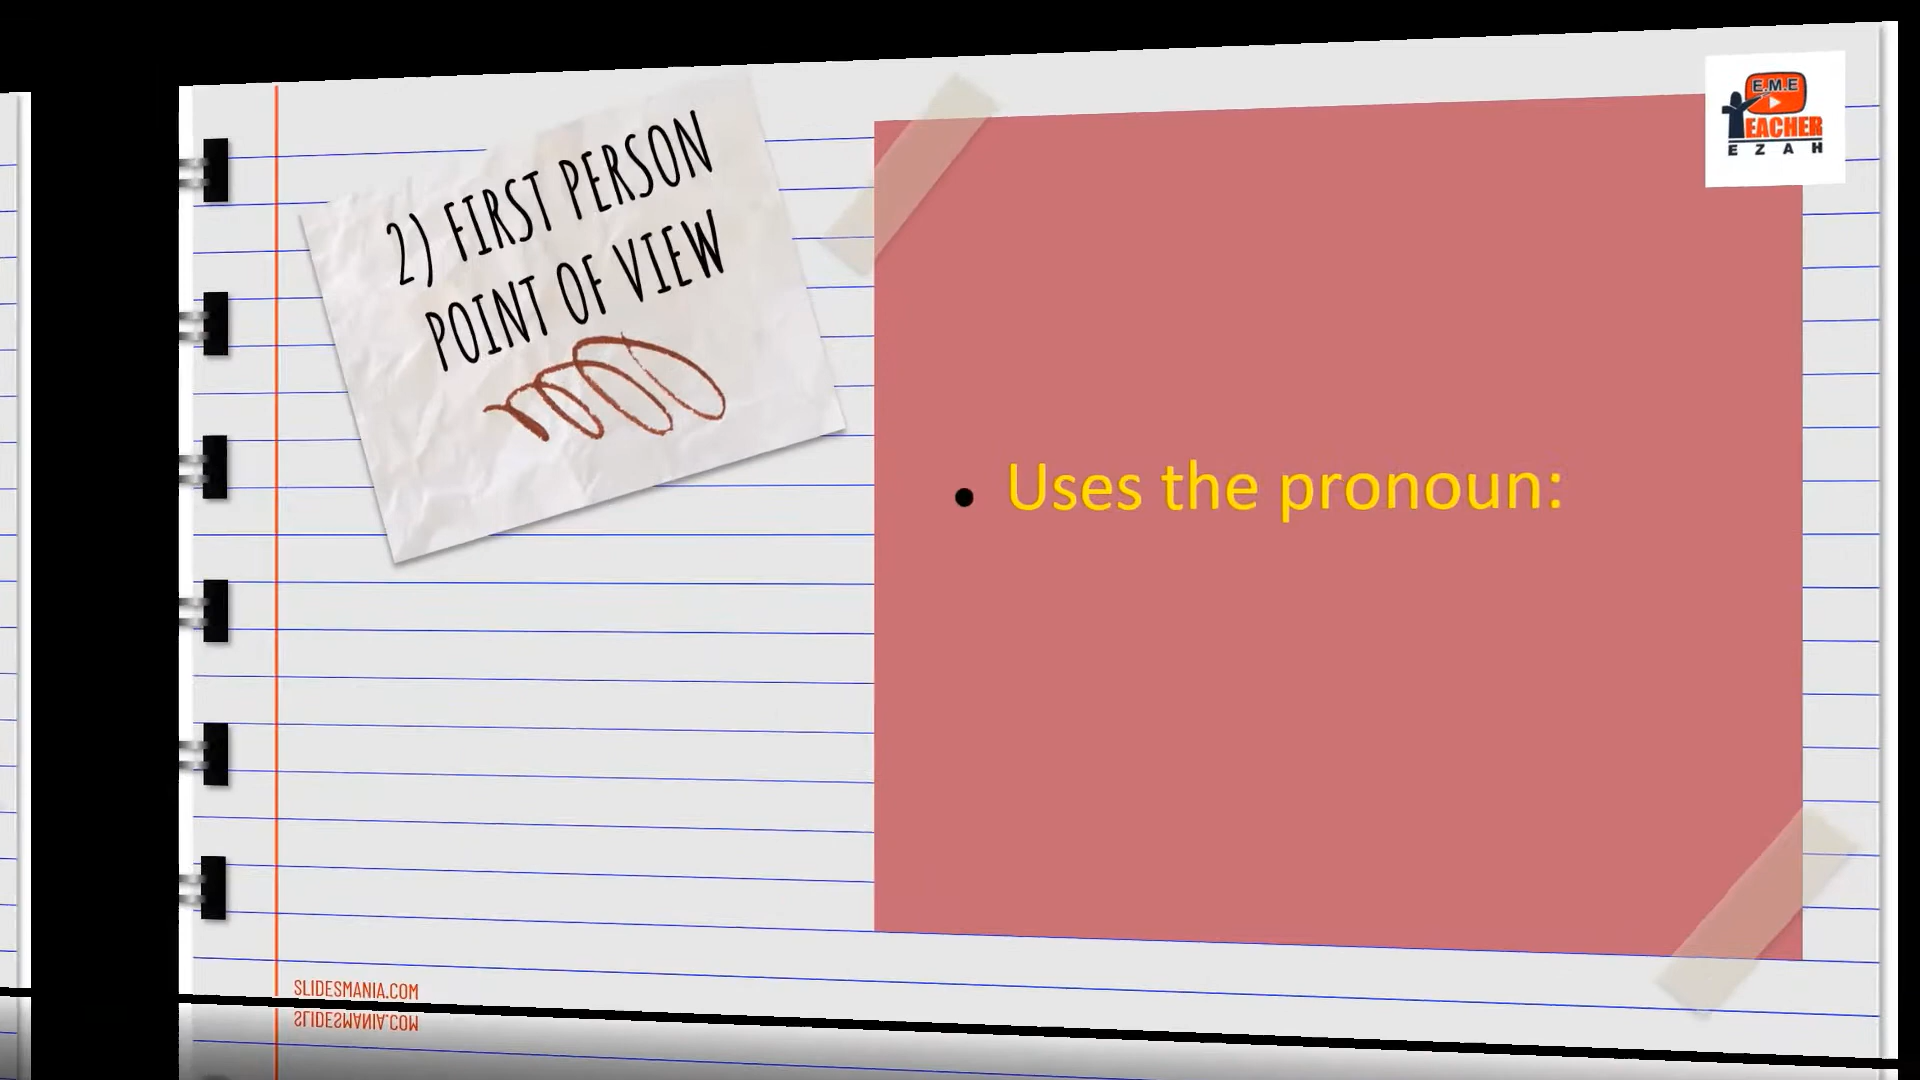 2) FIRST PERSON
POINT OF VIEW
• Uses the pronoun:
E.M.E
TEACHER
EZAH
SLIDESMANIA.COM
SLIDESMANIA.COM